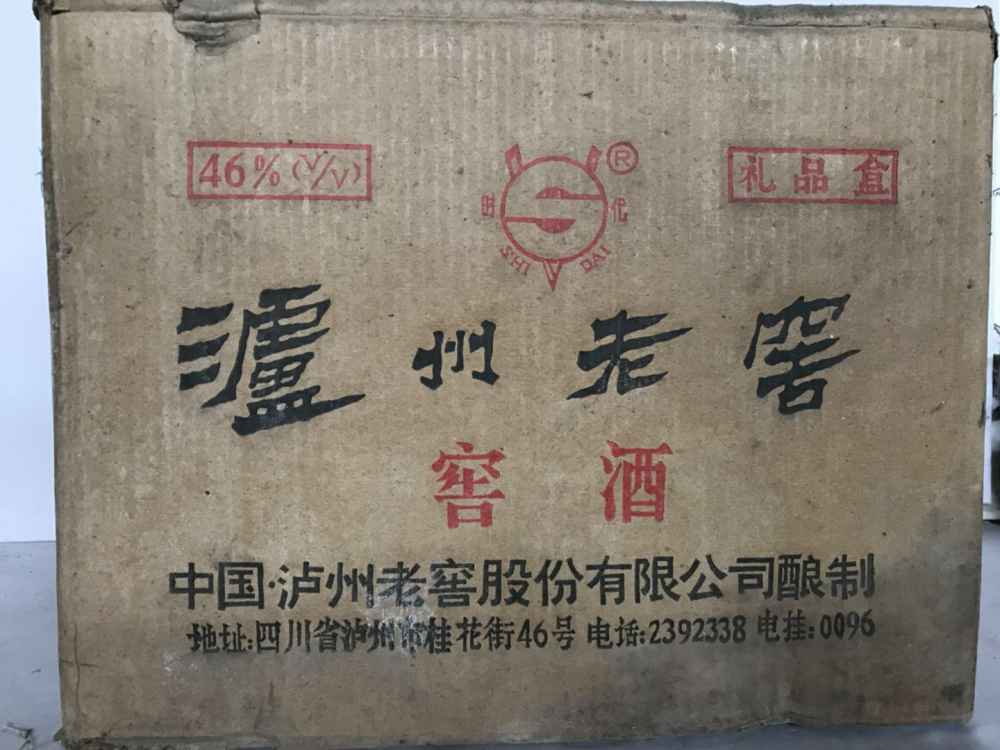 46%(V/V)
®
礼品盒
时代
SHI DAI
瀘州老窖
窖酒
中国·泸州老窖股份有限公司酿制
地址:四川省泸州市桂花街46号 电话:2392338 电挂:0096